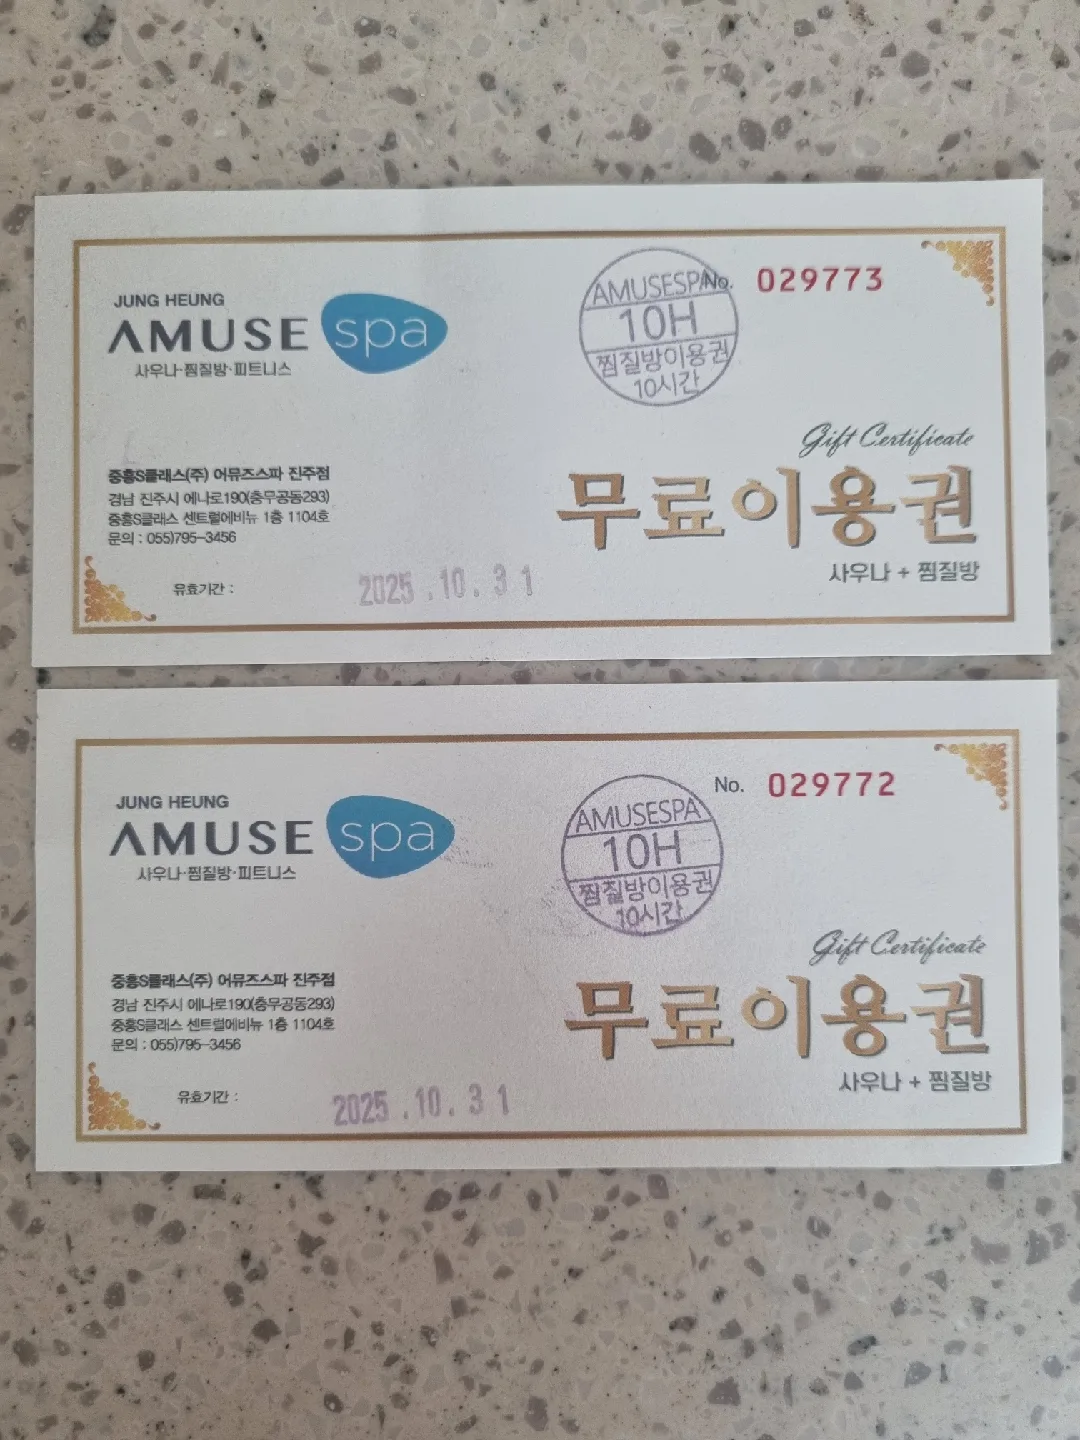 JUNG HEUNG
AMUSE spa
사우나·찜질방·피트니스
AMUSESPA
10H
찜질방이용권
10시간
No. 029773
Gift Certificate
무료이용권
사우나 + 찜질방
중흥S클래스(주) 어뮤즈스파 진주점
경남 진주시 에나로190(충무공동293)
중흥S클래스 센트럴에비뉴 1층 1104호
문의 : 055)795-3456
유효기간 : 2025.10.31
JUNG HEUNG
AMUSE spa
사우나·찜질방·피트니스
AMUSESPA
10H
찜질방이용권
10시간
No. 029772
Gift Certificate
무료이용권
사우나 + 찜질방
중흥S클래스(주) 어뮤즈스파 진주점
경남 진주시 에나로190(충무공동293)
중흥S클래스 센트럴에비뉴 1층 1104호
문의 : 055)795-3456
유효기간 : 2025.10.31